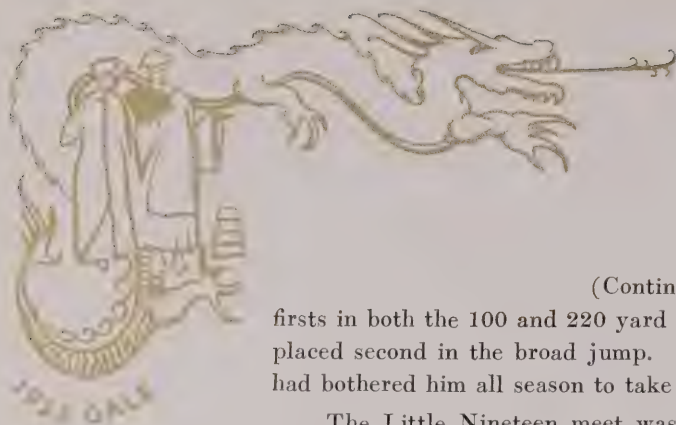 (Contin
firsts in both the 100 and 220 yard
placed second in the broad jump.
had bothered him all season to take
GALE
The Little Nineteen meet was